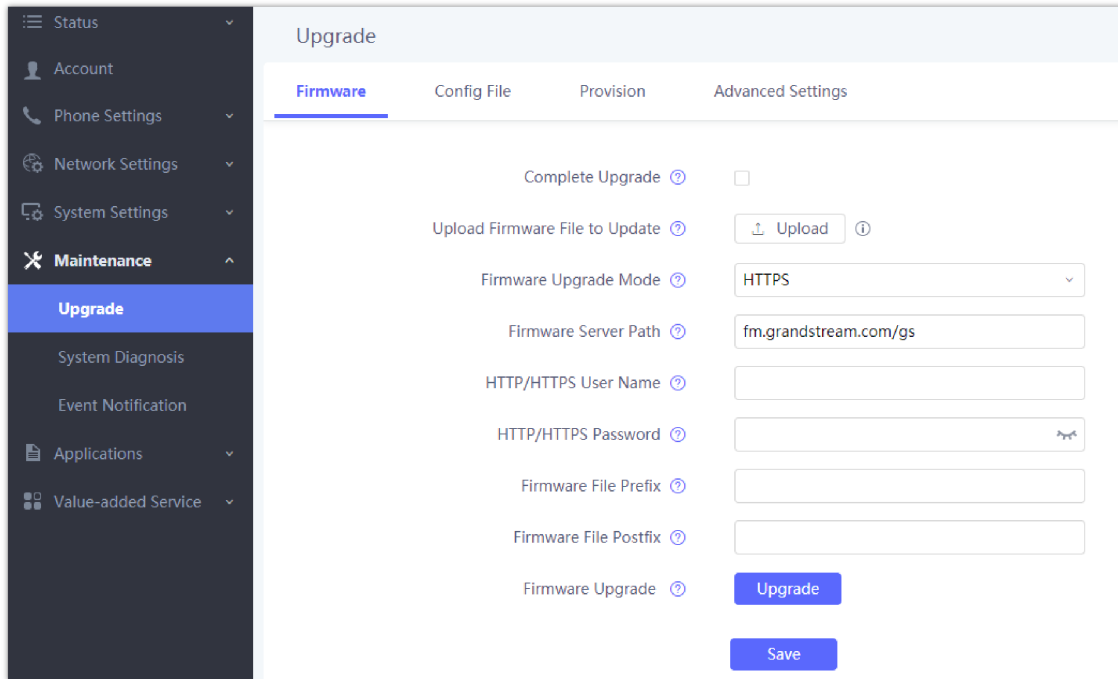 Status
Account
Phone Settings
Network Settings
System Settings
Maintenance
Upgrade
System Diagnosis
Event Notification
Applications
Value-added Service
Upgrade
Firmware Config File Provision Advanced Settings
Complete Upgrade
Upload Firmware File to Update Upload
Firmware Upgrade Mode HTTPS
Firmware Server Path fm.grandstream.com/gs
HTTP/HTTPS User Name
HTTP/HTTPS Password
Firmware File Prefix
Firmware File Postfix
Firmware Upgrade Upgrade
Save